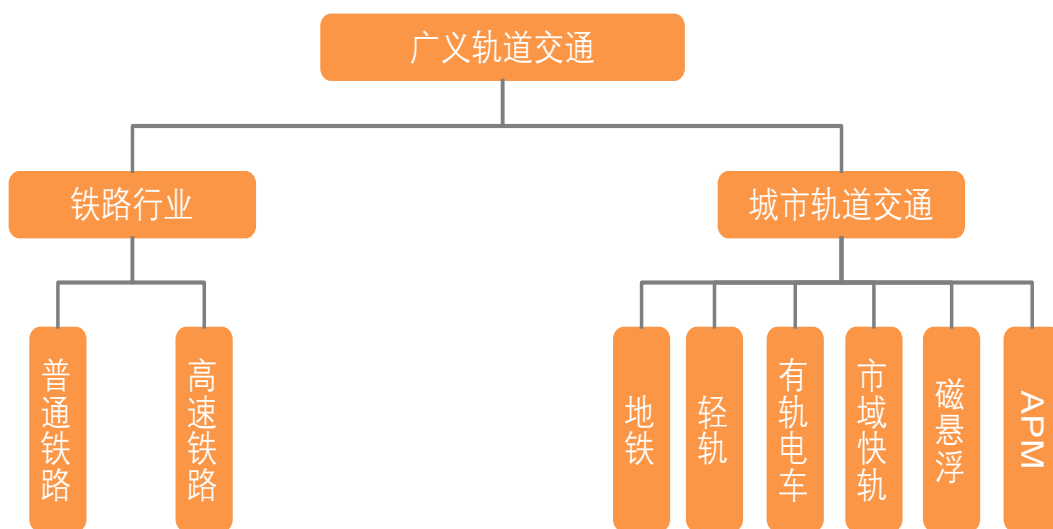 广义轨道交通
铁路行业
城市轨道交通
普通铁路
高速铁路
地铁
轻轨
有轨电车
市域快轨
磁悬浮
APM